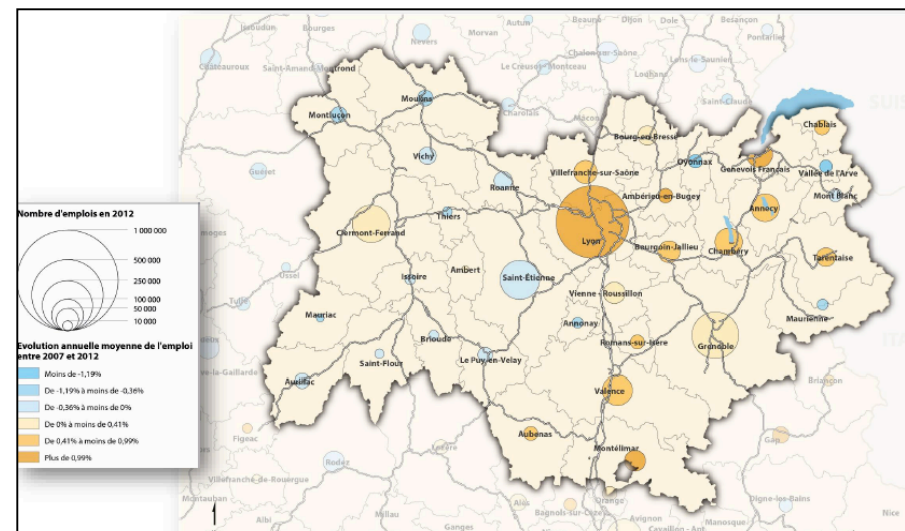 Issoudun
Bourges
Autun
Beaune
Dijon
Dole
Besançon
Nevers
Morvan
Pontarlier
Châteauroux
Saint-Amand-Montrond
Le Creusot - Montceau
Chalon-sur-Saône
Lons-le-Saunier
Louhans
Moulins
Charolais
Saint-Claude
Montluçon
Mâcon
Bourg-en-Bresse
Chablais
Guéret
Vichy
Roanne
Villefranche-sur-Saône
Oyonnax
Genevois Français
Vallée de l'Arve
Ambérieu-en-Bugey
Mont Blanc
Nombre d'emplois en 2012
1 000 000
500 000
250 000
100 000
50 000
10 000
Thiers
Annecy
Clermont-Ferrand
Lyon
Bourgoin-Jallieu
Chambéry
Tarentaise
Ussel
Issoire
Ambert
Saint-Étienne
Vienne - Roussillon
Tulle
Mauriac
Annonay
Maurienne
Evolution annuelle moyenne de l'emploi
entre 2007 et 2012
Moins de -1,19%
De -1,19% à moins de -0,36%
De -0,36% à moins de 0%
De 0% à moins de 0,41%
De 0,41% à moins de 0,99%
Plus de 0,99%
Brioude
Le Puy-en-Velay
Romans-sur-Isère
Grenoble
Saint-Flour
Aurillac
Valence
Briançon
Figeac
Aubenas
Montélimar
Gap
Rodez
Villefranche-de-Rouergue
Montauban
Alès
Orange
Bagnols-sur-Cèze
Digne-les-Bains
Albi
Millau
Ganges
Avignon
Cavaillon - Apt
Manosque
Nice